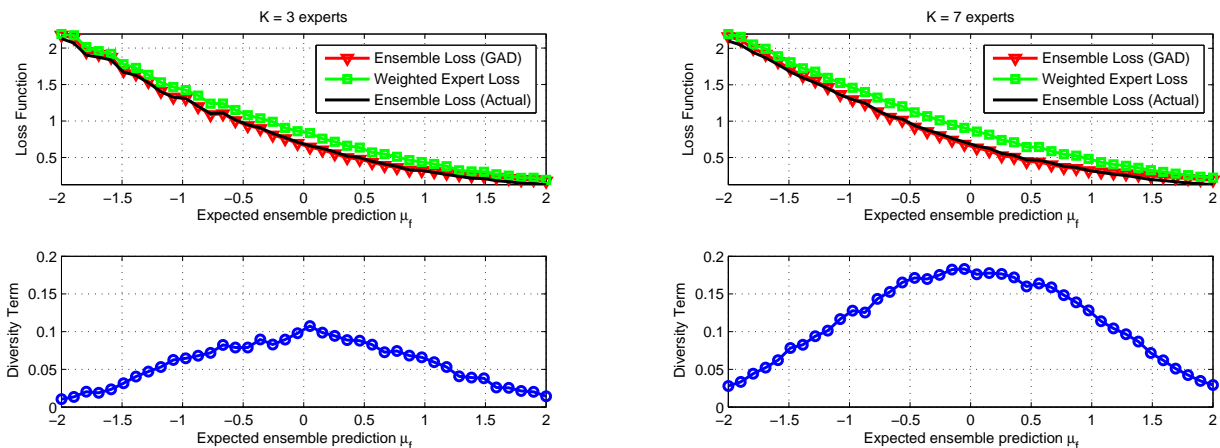 K = 3 experts
2
1.5
1
0.5
Loss Function
Ensemble Loss (GAD)
Weighted Expert Loss
Ensemble Loss (Actual)
−2 −1.5 −1 −0.5 0 0.5 1 1.5 2
Expected ensemble prediction μf
0.2
0.15
0.1
0.05
0
Diversity Term
−2 −1.5 −1 −0.5 0 0.5 1 1.5 2
Expected ensemble prediction μf
K = 7 experts
2
1.5
1
0.5
Loss Function
Ensemble Loss (GAD)
Weighted Expert Loss
Ensemble Loss (Actual)
−2 −1.5 −1 −0.5 0 0.5 1 1.5 2
Expected ensemble prediction μf
0.2
0.15
0.1
0.05
0
Diversity Term
−2 −1.5 −1 −0.5 0 0.5 1 1.5 2
Expected ensemble prediction μf